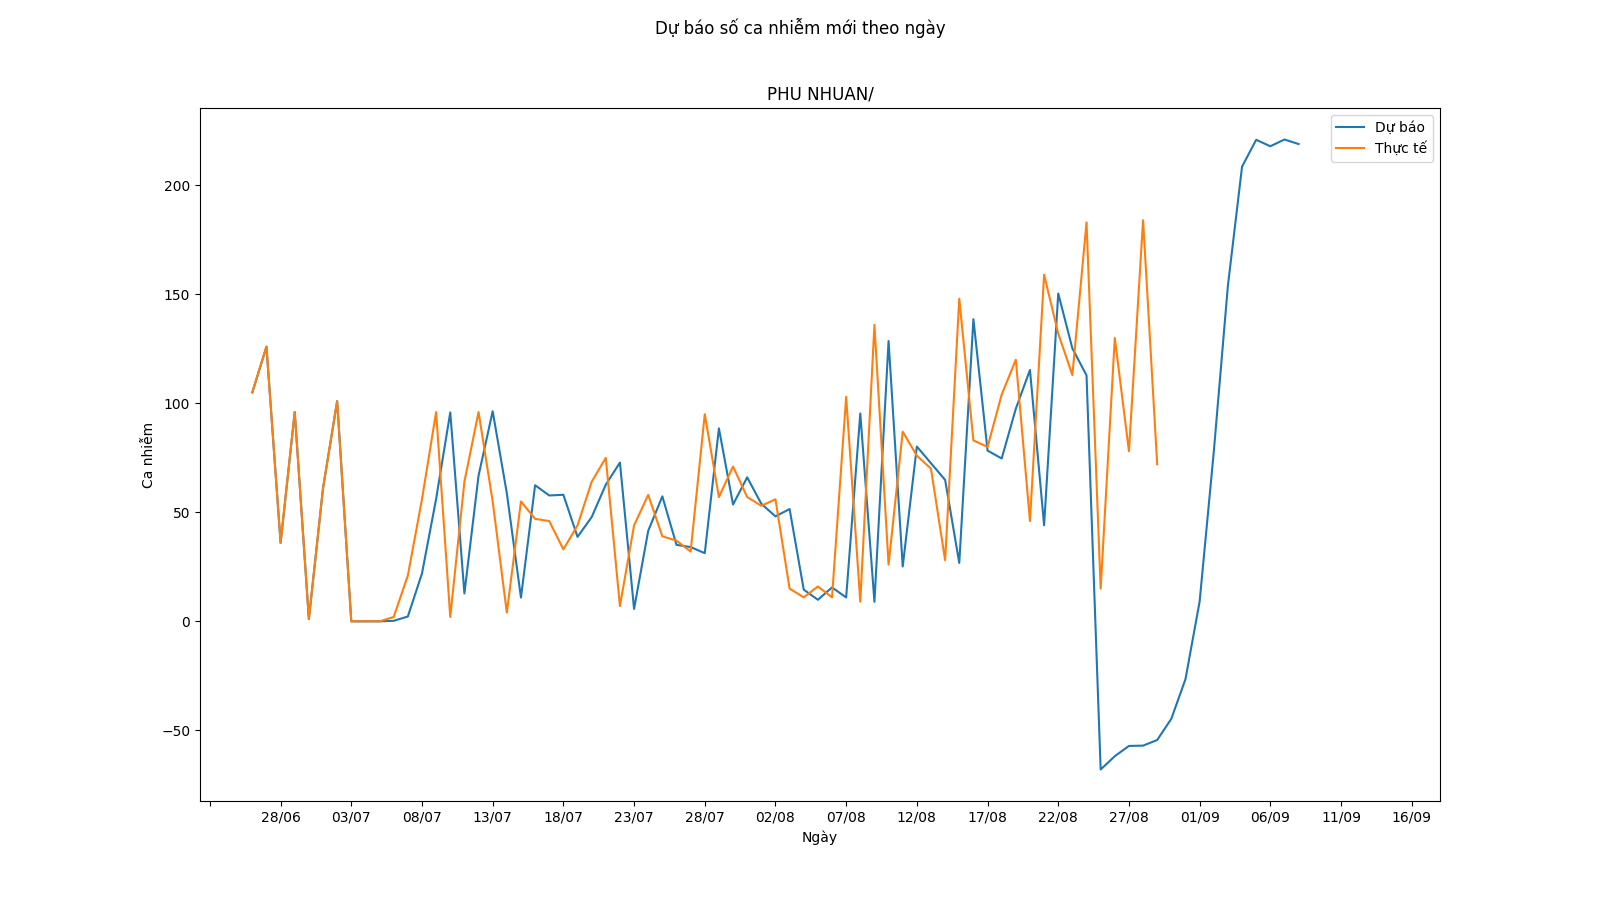 Dự báo số ca nhiễm mới theo ngày
PHU NHUAN/
Dự báo
Thực tế
Ca nhiễm
200
150
100
50
0
−50
28/06 03/07 08/07 13/07 18/07 23/07 28/07 02/08 07/08 12/08 17/08 22/08 27/08 01/09 06/09 11/09 16/09
Ngày